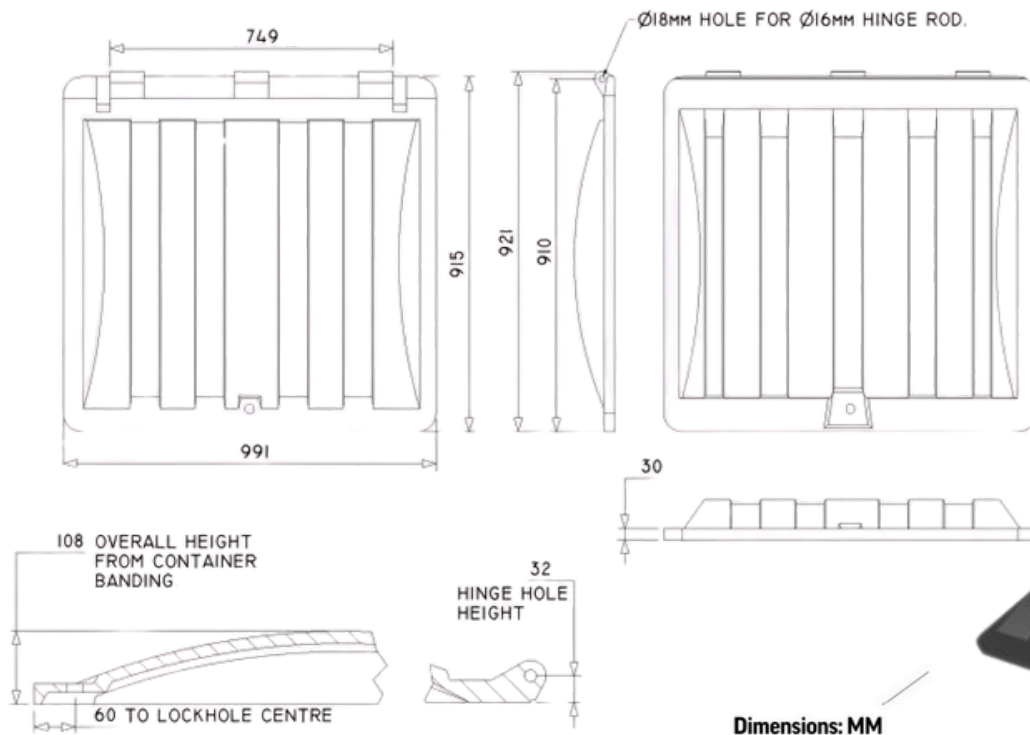 749
Ø18MM HOLE FOR Ø16MM HINGE ROD.
915
921
910
991
30
108 OVERALL HEIGHT
FROM CONTAINER
BANDING
32
HINGE HOLE
HEIGHT
60 TO LOCKHOLE CENTRE
Dimensions: MM